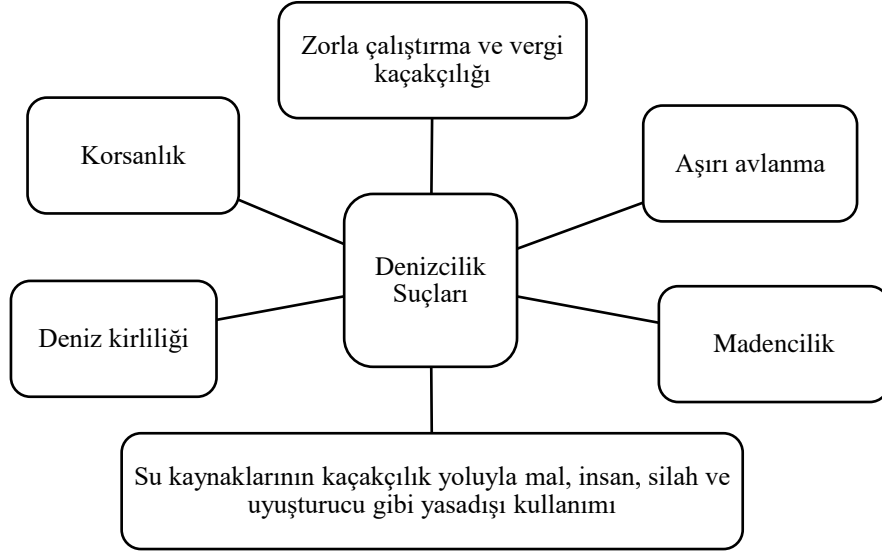 Zorla çalıştırma ve vergi
kaçakçılığı
Korsanlık
Aşırı avlanma
Denizcilik
Suçları
Deniz kirliliği
Madencilik
Su kaynaklarının kaçakçılık yoluyla mal, insan, silah ve
uyuşturucu gibi yasadışı kullanımı